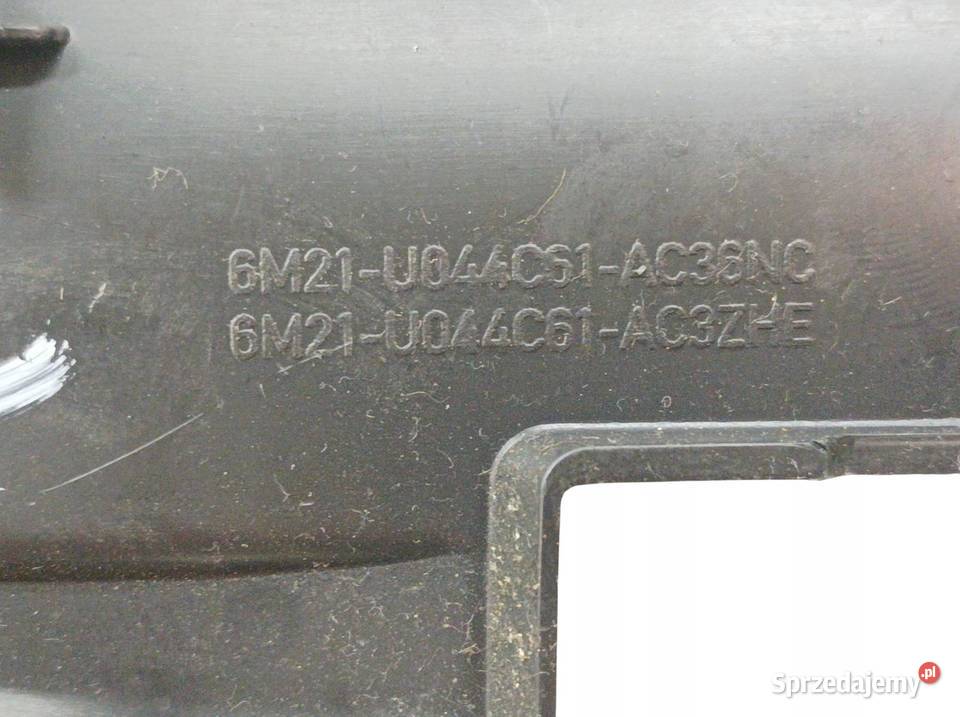 6M21-U044C61-AC38NC
6M21-U044C61-AC3ZHE
Sprzedajemy.pl